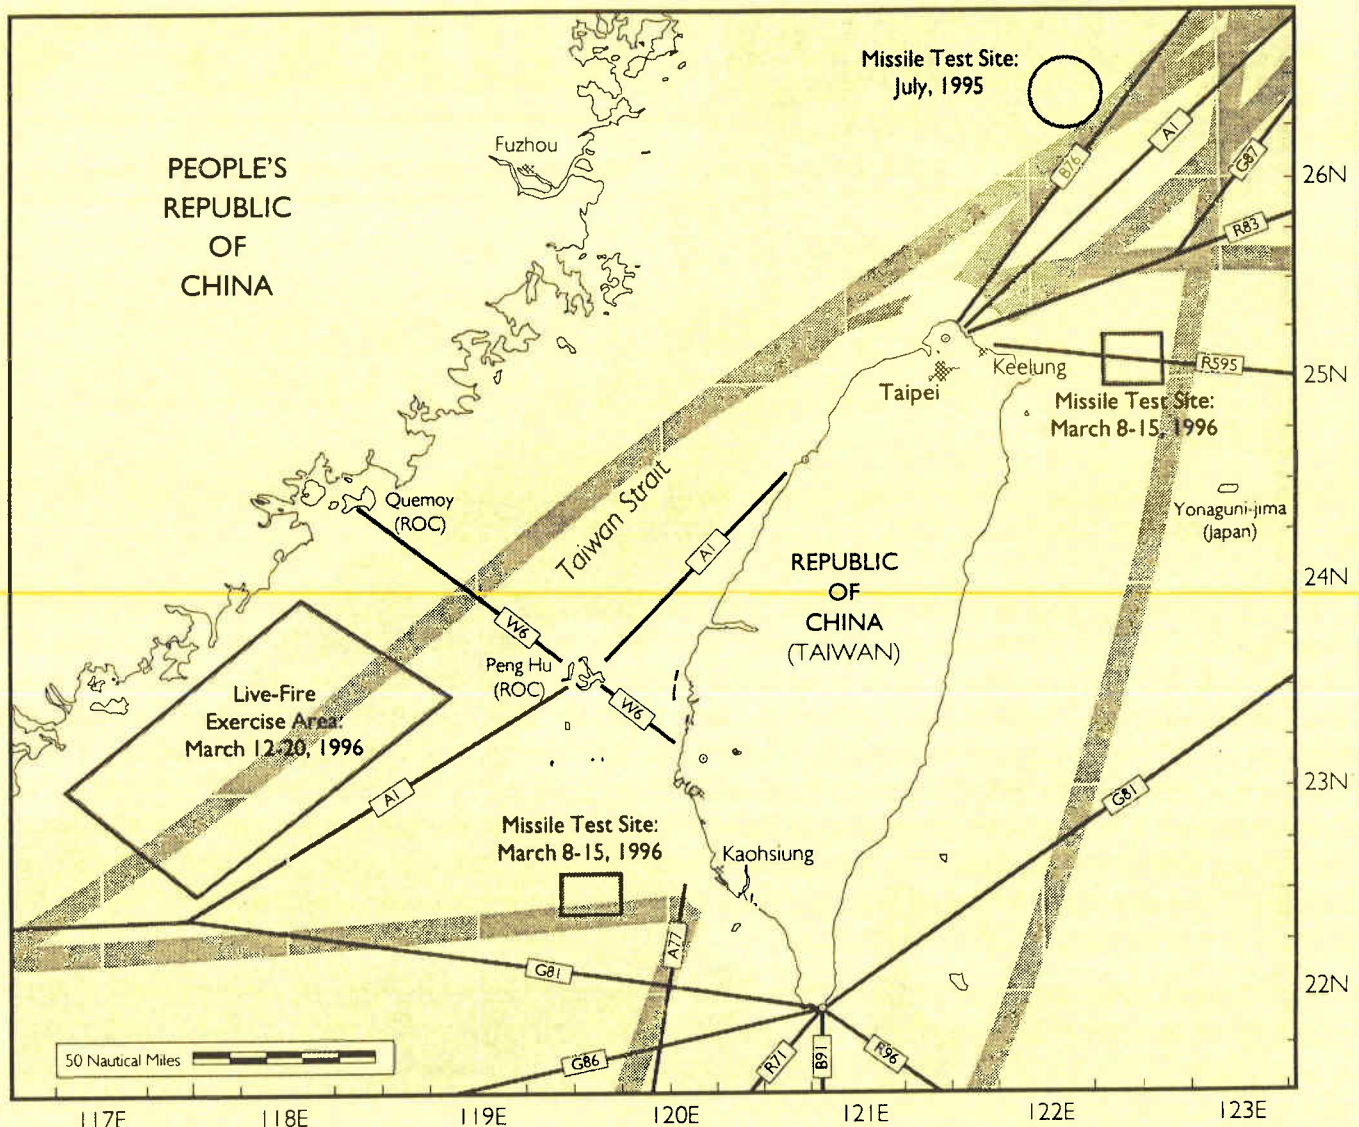 Missile Test Site:
July, 1995
PEOPLE'S
REPUBLIC
OF
CHINA
Fuzhou
B76
A1
G87
26N
R83
Keelung
R595
25N
Taipei
Missile Test Site:
March 8-15, 1996
Quemoy
(ROC)
Taiwan Strait
A1
Yonaguni-jima
(Japan)
REPUBLIC
OF
CHINA
(TAIWAN)
24N
W6
Peng Hu
(ROC)
W6
Live-Fire
Exercise Area:
March 12-20, 1996
A1
G81
23N
Missile Test Site:
March 8-15, 1996
Kaohsiung
A77
G81
22N
50 Nautical Miles
G86
R71
B91
R96
117E
118E
119E
120E
121E
122E
123E